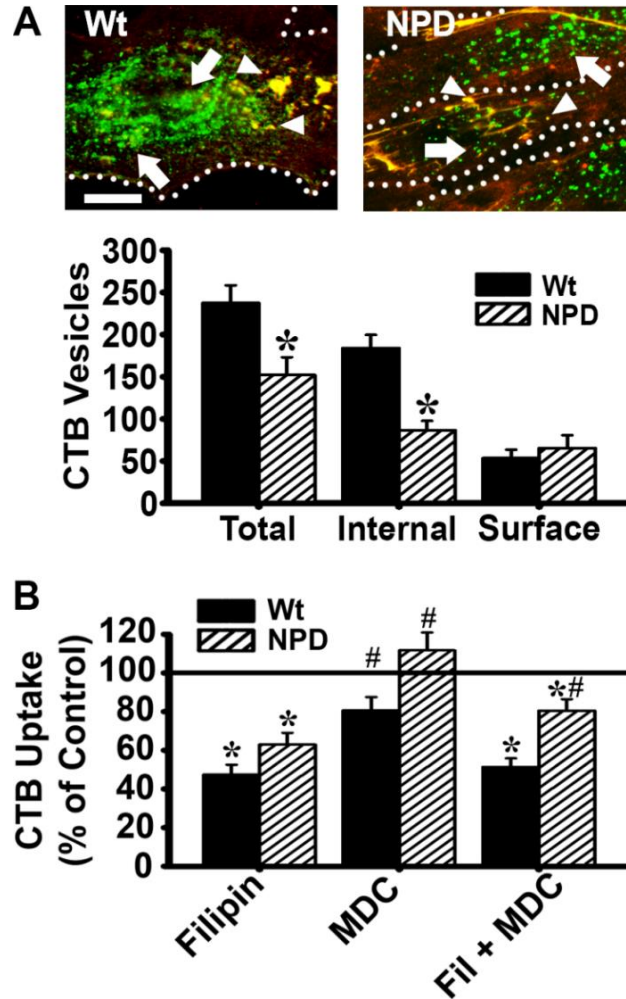 A
Wt
NPD
300
250
200
150
100
50
0
CTB Vesicles
Wt
NPD
*
*
Total Internal Surface
B
Wt
NPD
120
100
80
60
40
20
0
CTB Uptake
(% of Control)
* * # # * *#
Filipin
MDC
Fil + MDC